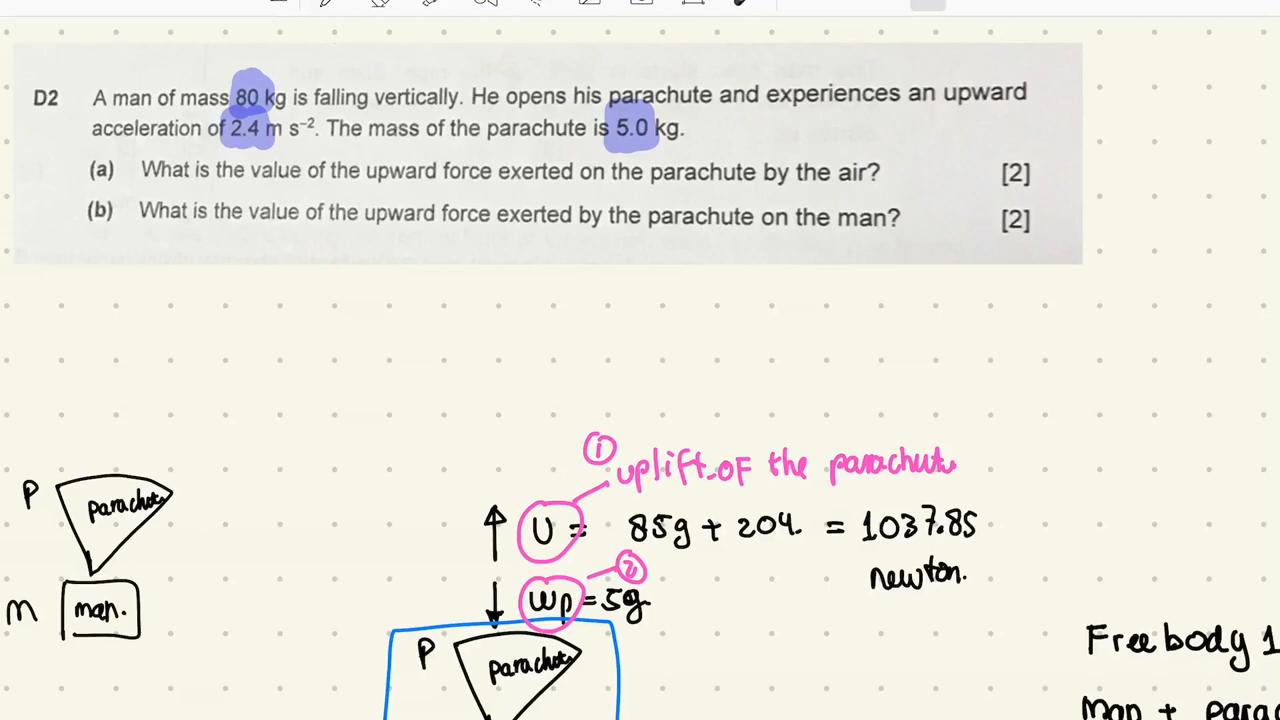 D2 A man of mass 80 kg is falling vertically. He opens his parachute and experiences an upward
acceleration of 2.4 m s⁻². The mass of the parachute is 5.0 kg.
(a) What is the value of the upward force exerted on the parachute by the air? [2]
(b) What is the value of the upward force exerted by the parachute on the man? [2]
① uplift of the parachute
U = 85g + 204. = 1037.85
newton.
②
Wp = 5g
P parachute
M man.
P parachute
Free body 1
Man +